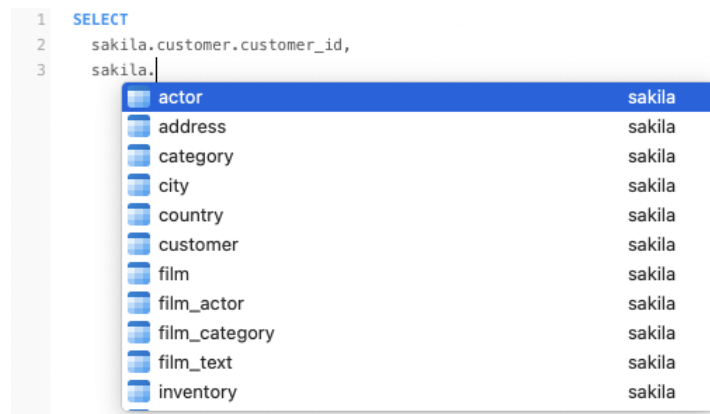 1 SELECT
2 sakila.customer.customer_id,
3 sakila.
actor sakila
address sakila
category sakila
city sakila
country sakila
customer sakila
film sakila
film_actor sakila
film_category sakila
film_text sakila
inventory sakila